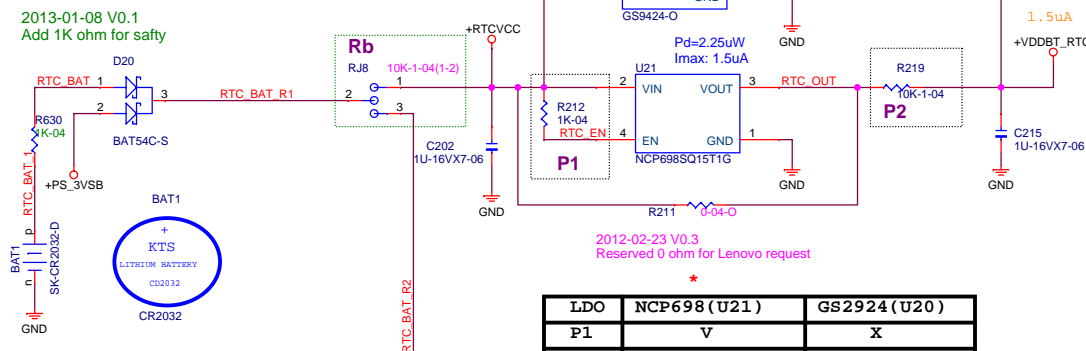 2013-01-08 V0.1
Add 1K ohm for safty
D20
RTC_BAT
1
2
3
RTC_BAT_R1
BAT54C-S
R630
1K-04
+PS_3VSB
RTC_BAT_1
BAT1
SK-CR2032-D
p
n
GND
BAT1
+
KTS
LITHIUM BATTERY
CD2032
CR2032
Rb
RJ8
10K-1-04(1-2)
1
2
3
RTC_BAT_R2
+RTCVCC
C202
1U-16VX7-06
GND
GS9424-O
GND
Pd=2.25uW
Imax: 1.5uA
R212
1K-04
RTC_EN
P1
U21
2
VIN
VOUT
3
4
EN
GND
1
NCP698SQ15T1G
GND
RTC_OUT
R211
0-04-O
R219
10K-1-04
P2
1.5uA
+VDDBT_RTC
C215
1U-16VX7-06
GND
2012-02-23 V0.3
Reserved 0 ohm for Lenovo request
*
LDO NCP698(U21) GS2924(U20)
P1 V X